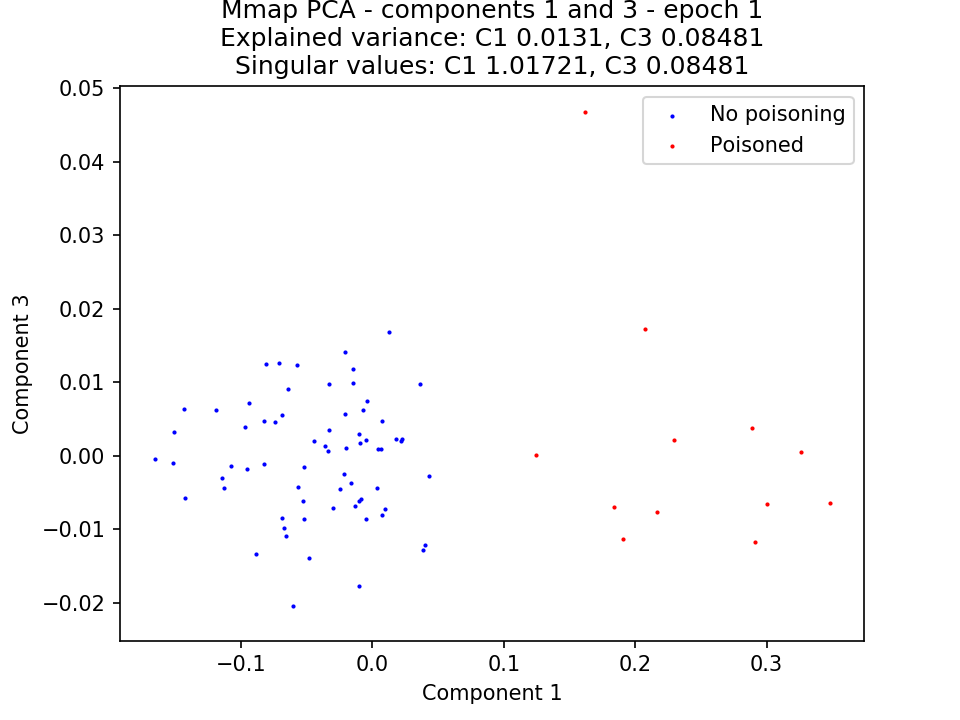 Mmap PCA - components 1 and 3 - epoch 1
Explained variance: C1 0.0131, C3 0.08481
Singular values: C1 1.01721, C3 0.08481
No poisoning
Poisoned
0.05
0.04
0.03
0.02
0.01
0.00
−0.01
−0.02
Component 3
−0.1
0.0
0.1
0.2
0.3
Component 1